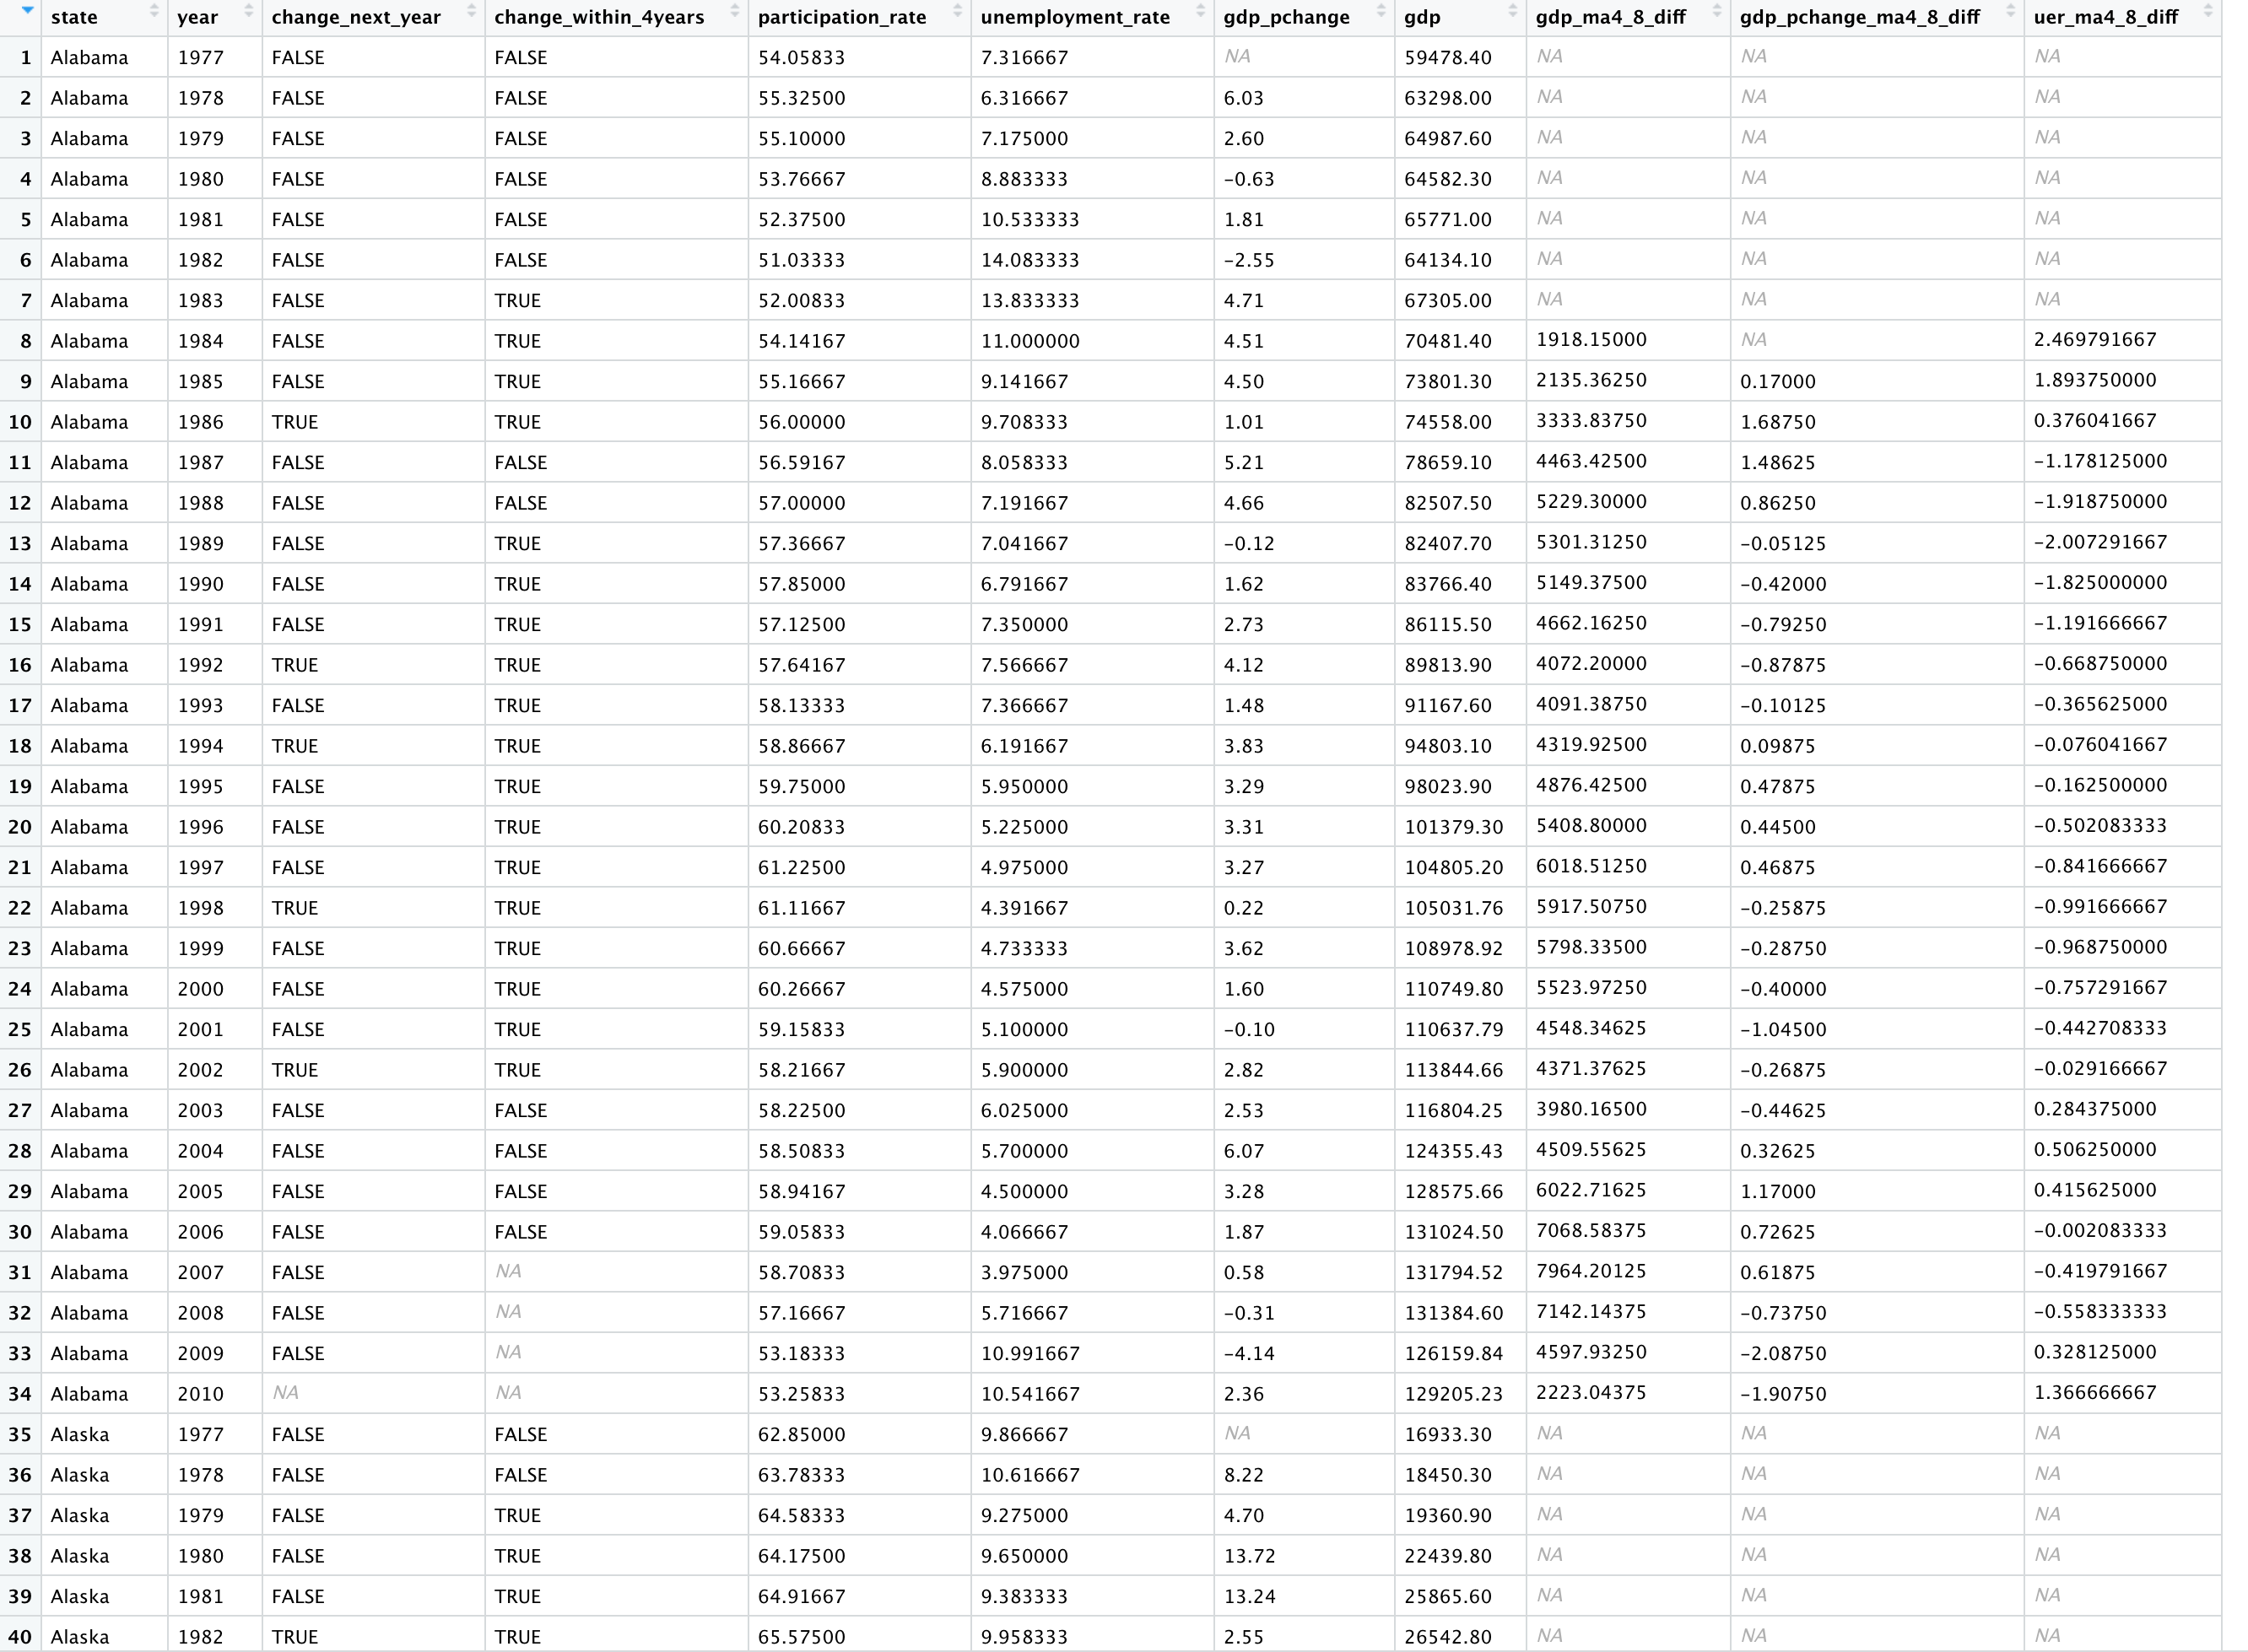 state year change_next_year change_within_4years participation_rate unemployment_rate gdp_pchange gdp gdp_ma4_8_diff gdp_pchange_ma4_8_diff uer_ma4_8_diff
1 Alabama 1977 FALSE FALSE 54.05833 7.316667 NA 59478.40 NA NA NA
2 Alabama 1978 FALSE FALSE 55.32500 6.316667 6.03 63298.00 NA NA NA
3 Alabama 1979 FALSE FALSE 55.10000 7.175000 2.60 64987.60 NA NA NA
4 Alabama 1980 FALSE FALSE 53.76667 8.883333 −0.63 64582.30 NA NA NA
5 Alabama 1981 FALSE FALSE 52.37500 10.533333 1.81 65771.00 NA NA NA
6 Alabama 1982 FALSE FALSE 51.03333 14.083333 −2.55 64134.10 NA NA NA
7 Alabama 1983 FALSE TRUE 52.00833 13.833333 4.71 67305.00 NA NA NA
8 Alabama 1984 FALSE TRUE 54.14167 11.000000 4.51 70481.40 1918.15000 NA 2.469791667
9 Alabama 1985 FALSE TRUE 55.16667 9.141667 4.50 73801.30 2135.36250 0.17000 1.893750000
10 Alabama 1986 TRUE TRUE 56.00000 9.708333 1.01 74558.00 3333.83750 1.68750 0.376041667
11 Alabama 1987 FALSE FALSE 56.59167 8.058333 5.21 78659.10 4463.42500 1.48625 −1.178125000
12 Alabama 1988 FALSE FALSE 57.00000 7.191667 4.66 82507.50 5229.30000 0.86250 −1.918750000
13 Alabama 1989 FALSE TRUE 57.36667 7.041667 −0.12 82407.70 5301.31250 −0.05125 −2.007291667
14 Alabama 1990 FALSE TRUE 57.85000 6.791667 1.62 83766.40 5149.37500 −0.42000 −1.825000000
15 Alabama 1991 FALSE TRUE 57.12500 7.350000 2.73 86115.50 4662.16250 −0.79250 −1.191666667
16 Alabama 1992 TRUE TRUE 57.64167 7.566667 4.12 89813.90 4072.20000 −0.87875 −0.668750000
17 Alabama 1993 FALSE TRUE 58.13333 7.366667 1.48 91167.60 4091.38750 −0.10125 −0.365625000
18 Alabama 1994 TRUE TRUE 58.86667 6.191667 3.83 94803.10 4319.92500 0.09875 −0.076041667
19 Alabama 1995 FALSE TRUE 59.75000 5.950000 3.29 98023.90 4876.42500 0.47875 −0.162500000
20 Alabama 1996 FALSE TRUE 60.20833 5.225000 3.31 101379.30 5408.80000 0.44500 −0.502083333
21 Alabama 1997 FALSE TRUE 61.22500 4.975000 3.27 104805.20 6018.51250 0.46875 −0.841666667
22 Alabama 1998 TRUE TRUE 61.11667 4.391667 0.22 105031.76 5917.50750 −0.25875 −0.991666667
23 Alabama 1999 FALSE TRUE 60.66667 4.733333 3.62 108978.92 5798.33500 −0.28750 −0.968750000
24 Alabama 2000 FALSE TRUE 60.26667 4.575000 1.60 110749.80 5523.97250 −0.40000 −0.757291667
25 Alabama 2001 FALSE TRUE 59.15833 5.100000 −0.10 110637.79 4548.34625 −1.04500 −0.442708333
26 Alabama 2002 TRUE TRUE 58.21667 5.900000 2.82 113844.66 4371.37625 −0.26875 −0.029166667
27 Alabama 2003 FALSE FALSE 58.22500 6.025000 2.53 116804.25 3980.16500 −0.44625 0.284375000
28 Alabama 2004 FALSE FALSE 58.50833 5.700000 6.07 124355.43 4509.55625 0.32625 0.506250000
29 Alabama 2005 FALSE FALSE 58.94167 4.500000 3.28 128575.66 6022.71625 1.17000 0.415625000
30 Alabama 2006 FALSE FALSE 59.05833 4.066667 1.87 131024.50 7068.58375 0.72625 −0.002083333
31 Alabama 2007 FALSE NA 58.70833 3.975000 0.58 131794.52 7964.20125 0.61875 −0.419791667
32 Alabama 2008 FALSE NA 57.16667 5.716667 −0.31 131384.60 7142.14375 −0.73750 −0.558333333
33 Alabama 2009 FALSE NA 53.18333 10.991667 −4.14 126159.84 4597.93250 −2.08750 0.328125000
34 Alabama 2010 NA NA 53.25833 10.541667 2.36 129205.23 2223.04375 −1.90750 1.366666667
35 Alaska 1977 FALSE FALSE 62.85000 9.866667 NA 16933.30 NA NA NA
36 Alaska 1978 FALSE FALSE 63.78333 10.616667 8.22 18450.30 NA NA NA
37 Alaska 1979 FALSE TRUE 64.58333 9.275000 4.70 19360.90 NA NA NA
38 Alaska 1980 FALSE TRUE 64.17500 9.650000 13.72 22439.80 NA NA NA
39 Alaska 1981 FALSE TRUE 64.91667 9.383333 13.24 25865.60 NA NA NA
40 Alaska 1982 TRUE TRUE 65.57500 9.958333 2.55 26542.80 NA NA NA